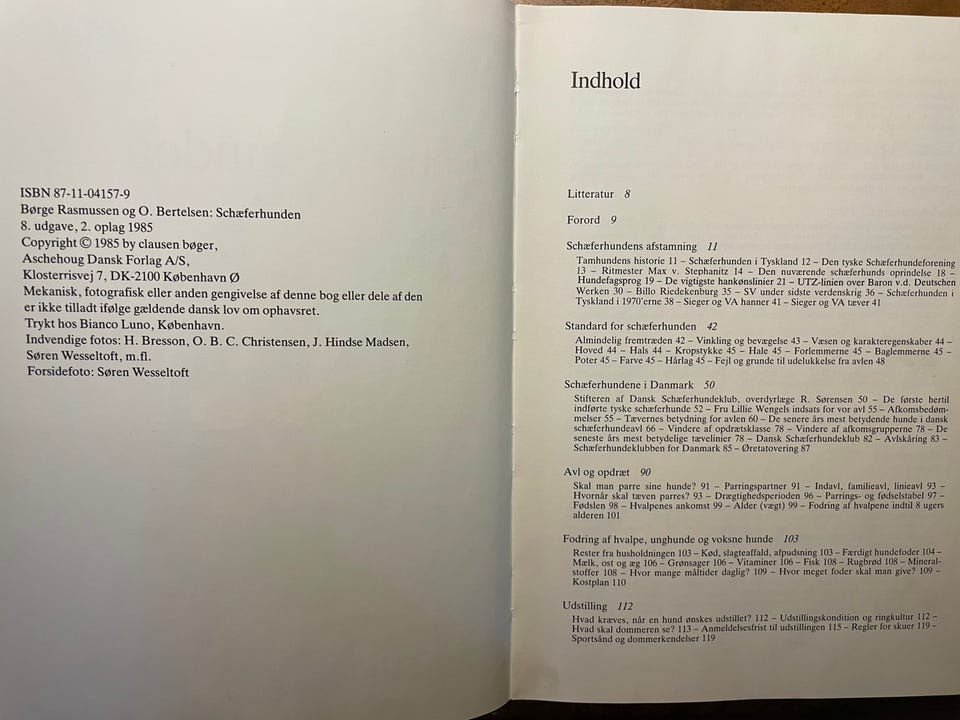 ISBN 87-11-04157-9
Børge Rasmussen og O. Bertelsen: Schæferhunden
8. udgave, 2. oplag 1985
Copyright © 1985 by clausen bøger,
Aschehoug Dansk Forlag A/S,
Klosterrisvej 7, DK-2100 København Ø
Mekanisk, fotografisk eller anden gengivelse af denne bog eller dele af den
er ikke tilladt ifølge gældende dansk lov om ophavsret.
Trykt hos Bianco Luno, København.
Indvendige fotos: H. Bresson, O. B. C. Christensen, J. Hindse Madsen,
Søren Wesseltoft, m.fl.
Forsidefoto: Søren Wesseltoft
Indhold
Litteratur 8
Forord 9
Schæferhundens afstamning 11
Tamhundens historie 11 – Schæferhunden i Tyskland 12 – Den tyske Schæferhundeforening
13 – Ritmester Max v. Stephanitz 14 – Den nuværende schæferhunds oprindelse 18 –
Hundefagsprog 19 – De vigtigste hankønslinier 21 – UTZ-linien over Baron v.d. Deutschen
Werken 30 – Billo Riedekenburg 35 – SV under sidste verdenskrig 36 – Schæferhunden i
Tyskland i 1970'erne 38 – Sieger og VA hanner 41 – Sieger og VA tæver 41
Standard for schæferhunden 42
Almindelig fremtræden 42 – Vinkling og bevægelse 43 – Væsen og karakteregenskaber 44 –
Hoved 44 – Hals 44 – Kropstykke 45 – Hale 45 – Forlemmerne 45 – Baglemmerne 45 –
Poter 45 – Farve 45 – Hårlag 45 – Fejl og grunde til udelukkelse fra avlen 48
Schæferhundene i Danmark 50
Stifteren af Dansk Schæferhundeklub, overdyrlæge R. Sørensen 50 – De første hertil
indførte tyske schæferhunde 52 – Fru Lillie Wengels indsats for vor avl 55 – Afkomsbedøm-
melser 55 – Tævernes betydning for avlen 60 – De senere års mest betydende hunde i dansk
schæferhundeavl 66 – Vindere af opdrætsklasse 78 – Vindere af afkomsgrupperne 78 – De
seneste års mest betydelige tævelinier 78 – Dansk Schæferhundeklub 82 – Avlskåring 83 –
Schæferhundeklubben for Danmark 85 – Øretatovering 87
Avl og opdræt 90
Skal man parre sine hunde? 91 – Parringspartner 91 – Indavl, familieavl, linieavl 93 –
Hvornår skal tæven parres? 93 – Drægtighedsperioden 96 – Parrings- og fødselstabel 97 –
Fødslen 98 – Hvalpenes ankomst 99 – Alder (vægt) 99 – Fodring af hvalpene indtil 8 ugers
alderen 101
Fodring af hvalpe, unghunde og voksne hunde 103
Rester fra husholdningen 103 – Kød, slagteaffald, afpudsning 103 – Færdigt hundefoder 104 –
Mælk, ost og æg 106 – Grønsager 106 – Vitaminer 106 – Fisk 108 – Rugbrød 108 – Mineral-
stoffer 108 – Hvor mange måltider daglig? 109 – Hvor meget foder skal man give? 109 –
Kostplan 110
Udstilling 112
Hvad kræves, når en hund ønskes udstillet? 112 – Udstillingskondition og ringkultur 112 –
Hvad skal dommeren se? 113 – Anmeldelsesfrist til udstillingen 115 – Regler for skuer 119 –
Sportsånd og dommerkendelser 119